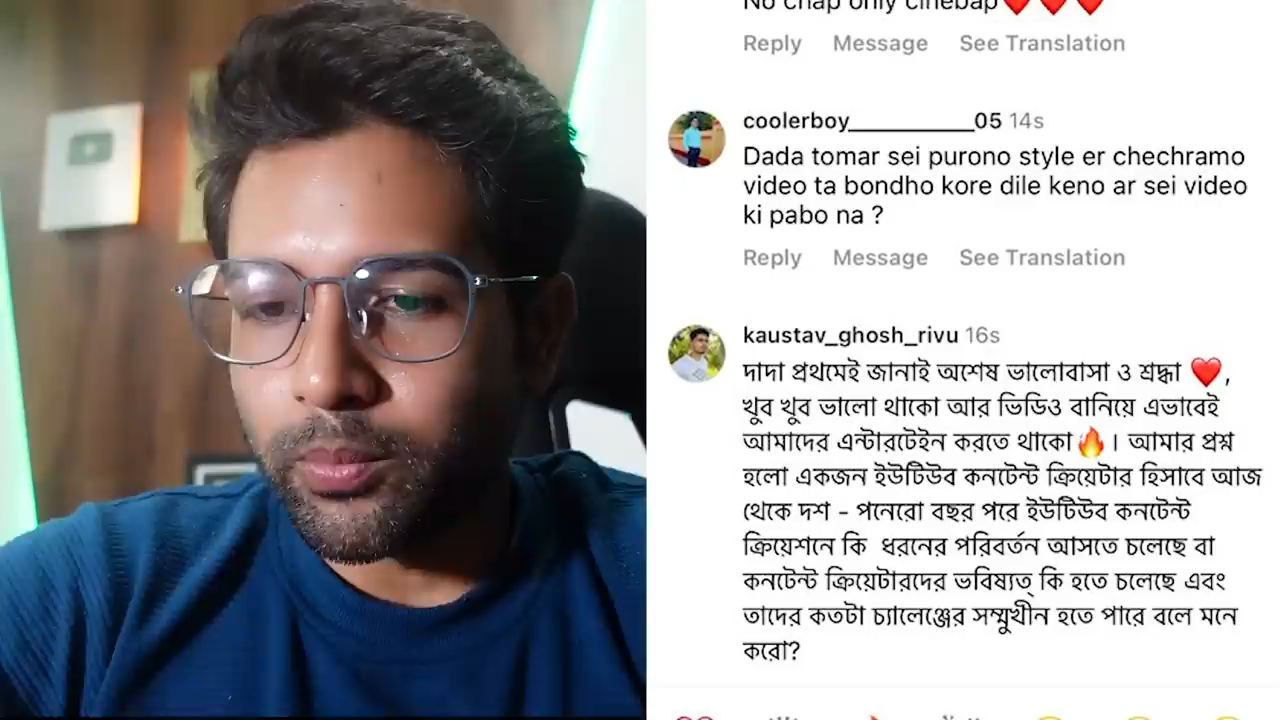 No chap only cinebap❤️❤️❤️
Reply Message See Translation
coolerboy___________05 14s
Dada tomar sei purono style er chechramo
video ta bondho kore dile keno ar sei video
ki pabo na ?
Reply Message See Translation
kaustav_ghosh_rivu 16s
দাদা প্রথমেই জানাই অশেষ ভালোবাসা ও শ্রদ্ধা ❤️,
খুব খুব ভালো থাকো আর ভিডিও বানিয়ে এভাবেই
আমাদের এন্টারটেইন করতে থাকো🔥। আমার প্রশ্ন
হলো একজন ইউটিউব কনটেন্ট ক্রিয়েটার হিসাবে আজ
থেকে দশ - পনেরো বছর পরে ইউটিউব কনটেন্ট
ক্রিয়েশনে কি ধরনের পরিবর্তন আসতে চলেছে বা
কনটেন্ট ক্রিয়েটারদের ভবিষ্যত্ কি হতে চলেছে এবং
তাদের কতটা চ্যালেঞ্জের সম্মুখীন হতে পারে বলে মনে
করো?